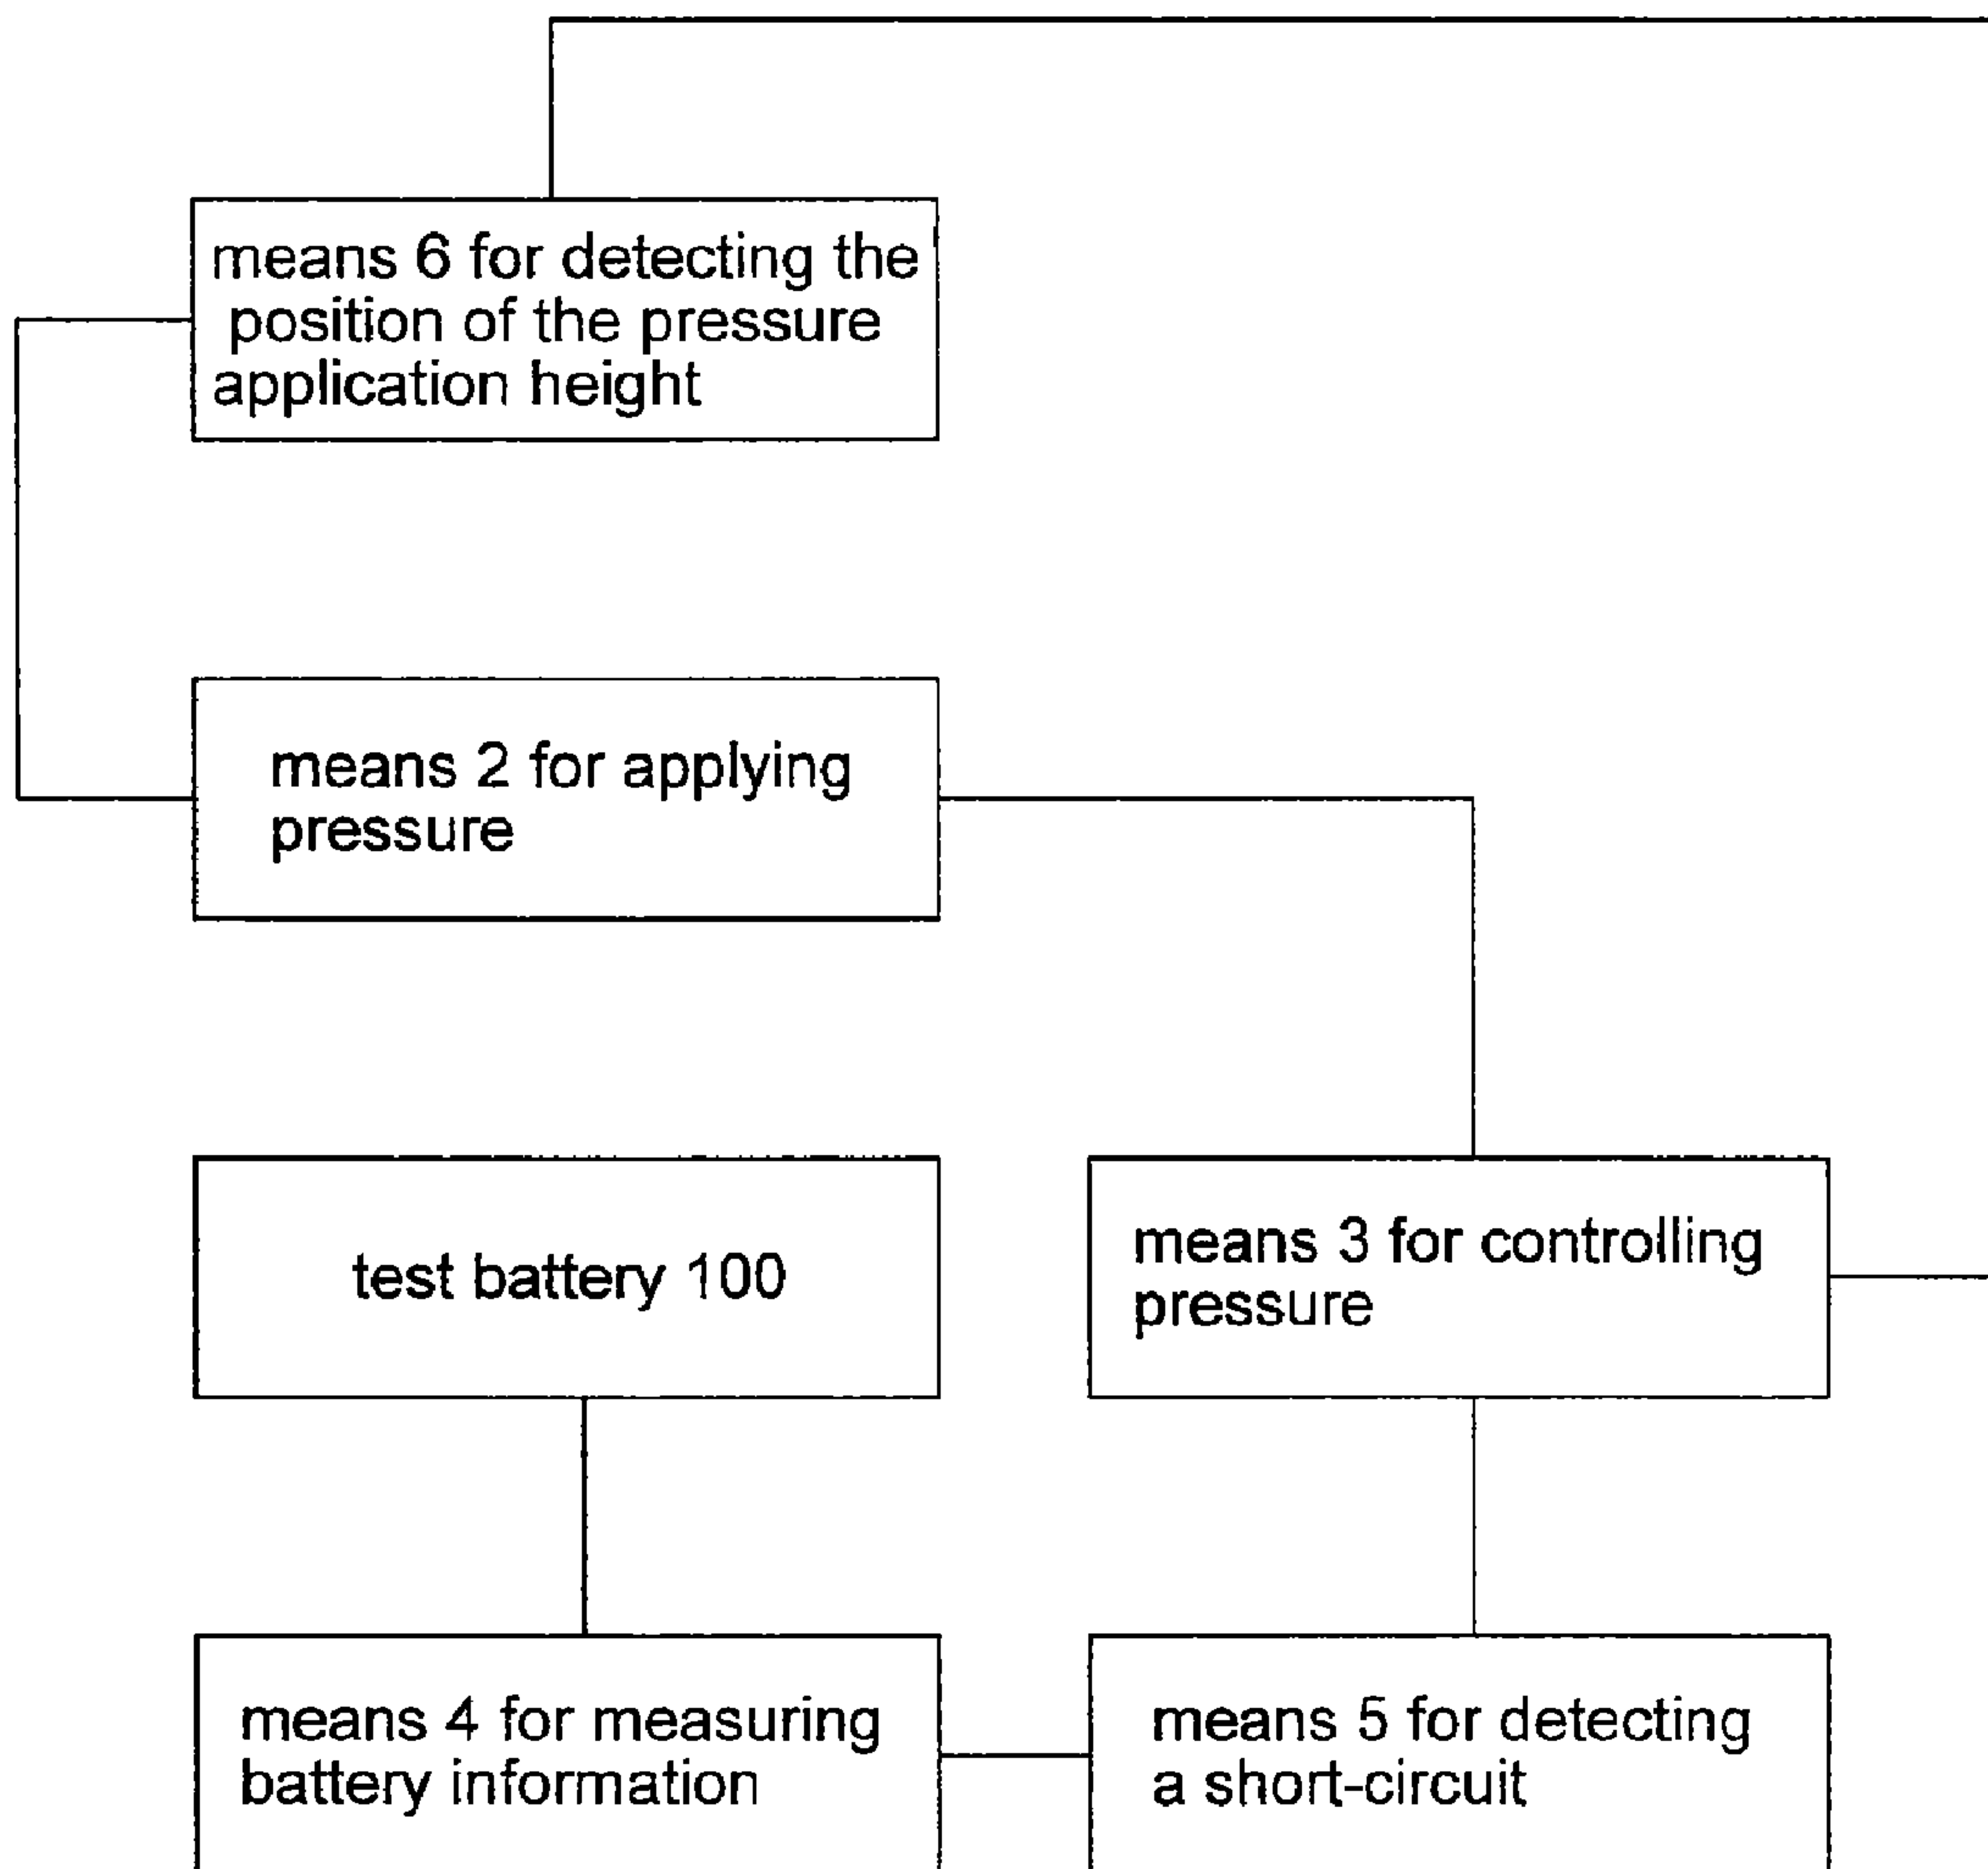 means 6 for detecting the
position of the pressure
application height
means 2 for applying
pressure
test battery 100
means 3 for controlling
pressure
means 4 for measuring
battery information
means 5 for detecting
a short-circuit